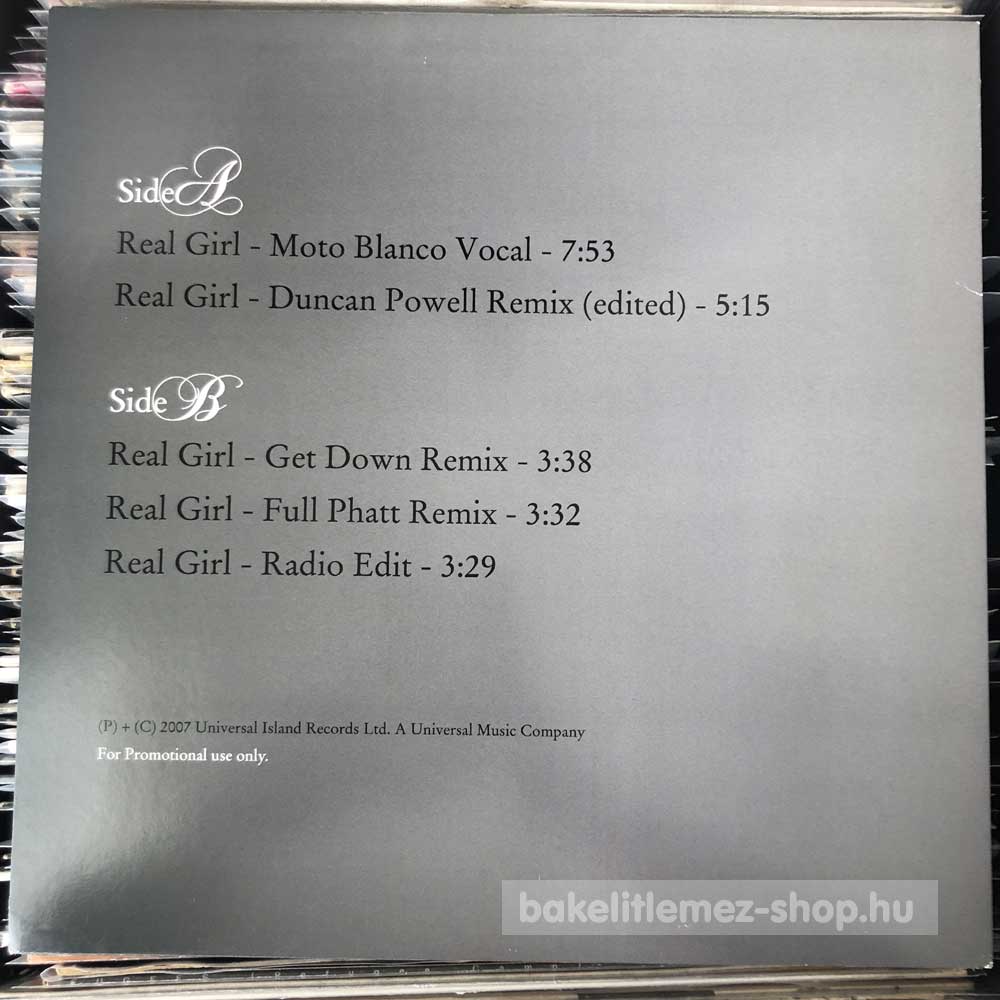 Side A
Real Girl - Moto Blanco Vocal - 7:53
Real Girl - Duncan Powell Remix (edited) - 5:15
Side B
Real Girl - Get Down Remix - 3:38
Real Girl - Full Phatt Remix - 3:32
Real Girl - Radio Edit - 3:29
(P) + (C) 2007 Universal Island Records Ltd. A Universal Music Company
For Promotional use only.
bakelitlemez-shop.hu